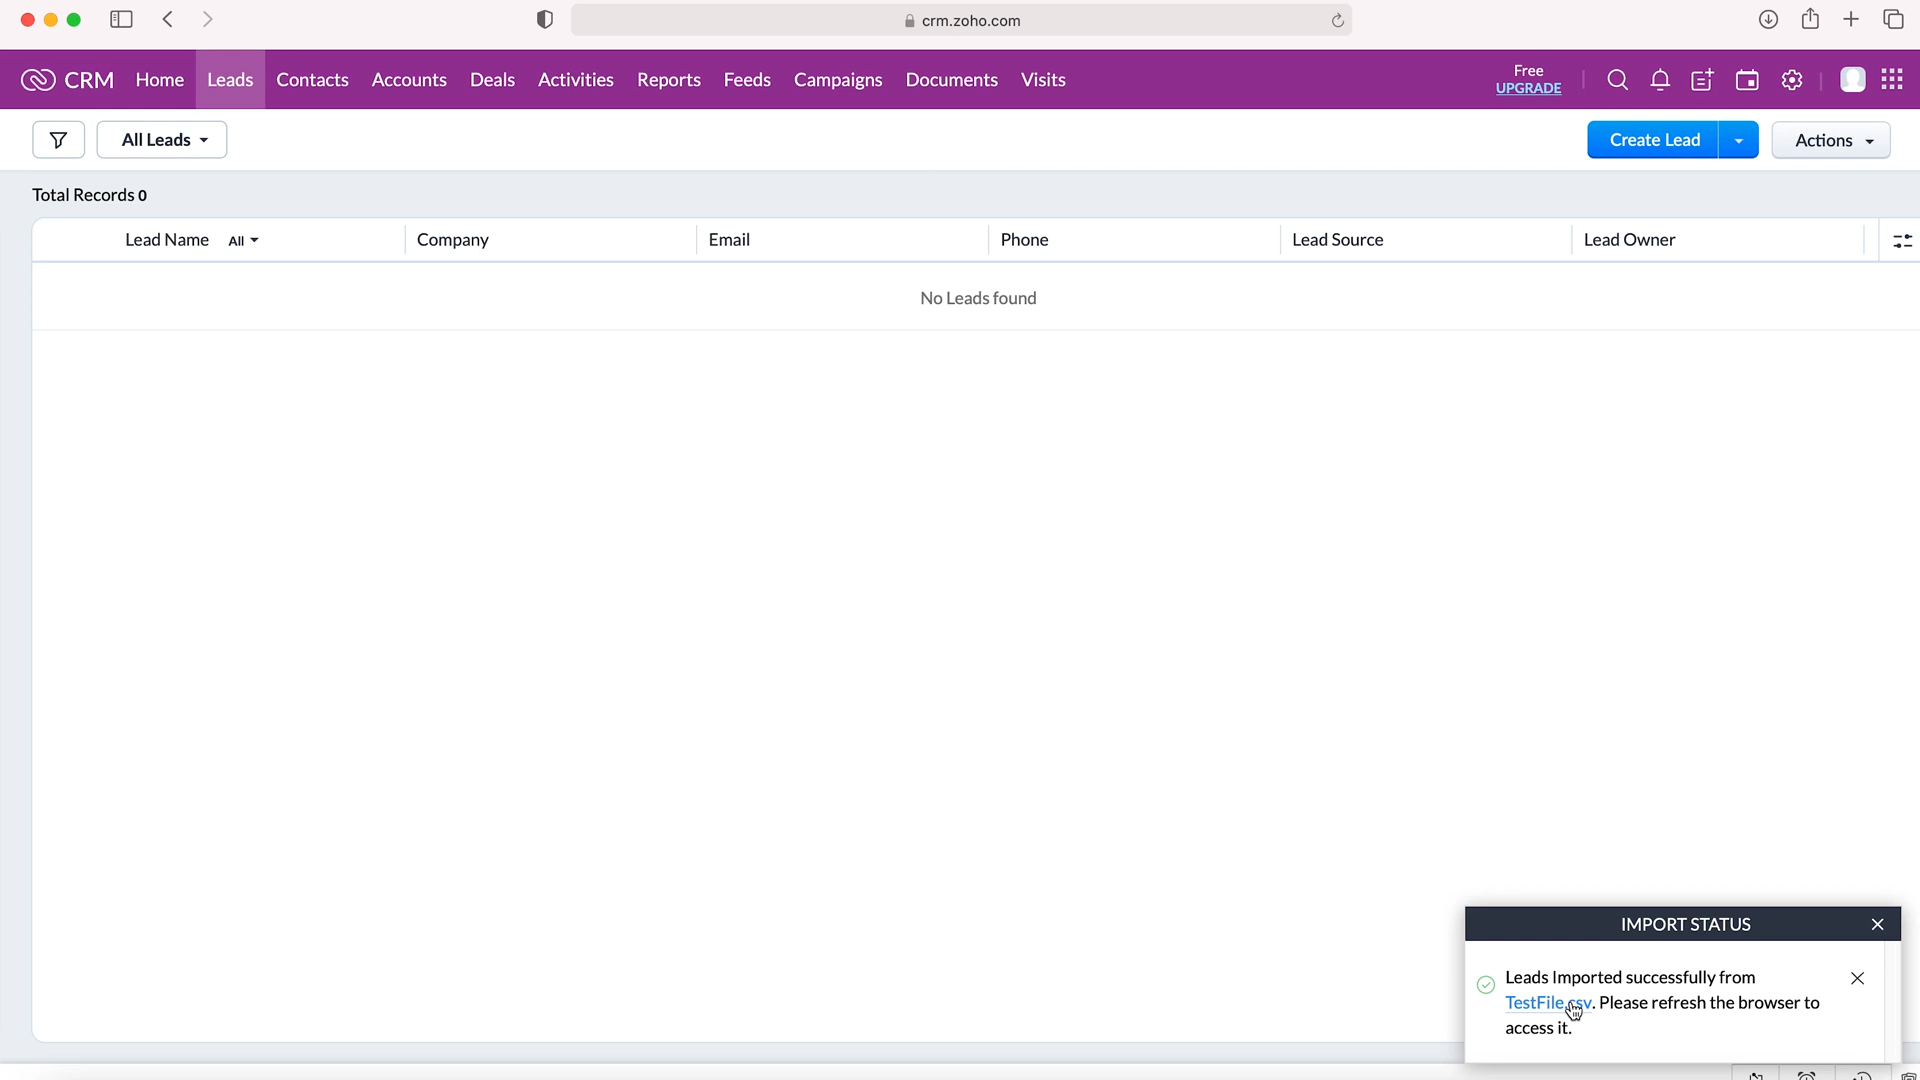 crm.zoho.com
CRM Home Leads Contacts Accounts Deals Activities Reports Feeds Campaigns Documents Visits
Free
UPGRADE
All Leads
Create Lead
Actions
Total Records 0
Lead Name All Company Email Phone Lead Source Lead Owner
No Leads found
IMPORT STATUS
Leads Imported successfully from
TestFile.csv. Please refresh the browser to
access it.